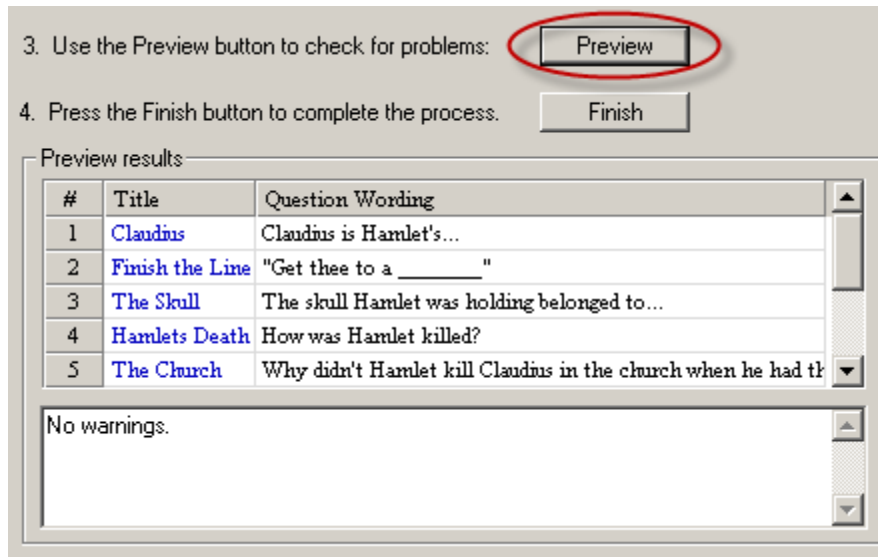 3. Use the Preview button to check for problems: Preview
4. Press the Finish button to complete the process. Finish
Preview results
# Title Question Wording
1 Claudius Claudius is Hamlet's...
2 Finish the Line "Get thee to a _______"
3 The Skull The skull Hamlet was holding belonged to...
4 Hamlets Death How was Hamlet killed?
5 The Church Why didn't Hamlet kill Claudius in the church when he had th
No warnings.